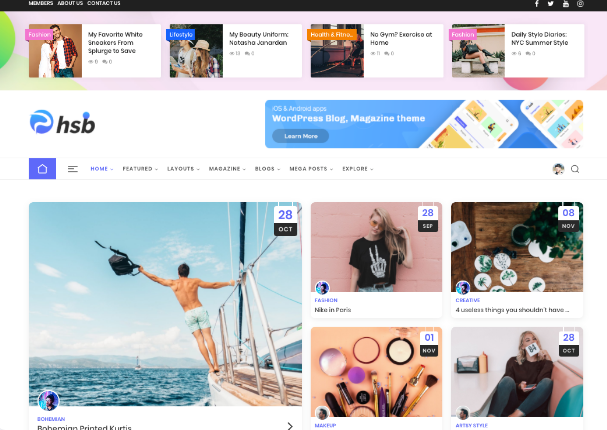 MEMBERS ABOUT US CONTACT US
Fashion
My Favorite White
Sneakers From
Splurge to Save
0
Lifestyle
My Beauty Uniform:
Natasha Janardan
0
Health & Fitne..
No Gym? Exercise at
Home
0
Fashion
Daily Style Diaries:
NYC Summer Style
0
hsb
iOS & Android apps
WordPress Blog, Magazine theme
Learn More
HOME FEATURED LAYOUTS MAGAZINE BLOGS MEGA POSTS EXPLORE
28
OCT
BOHEMIAN
Bohemian Printed Kurtis
28
SEP
FASHION
Nike in Paris
08
NOV
CREATIVE
4 useless things you shouldn't have ...
01
NOV
MAKEUP
28
OCT
ARTSY STYLE